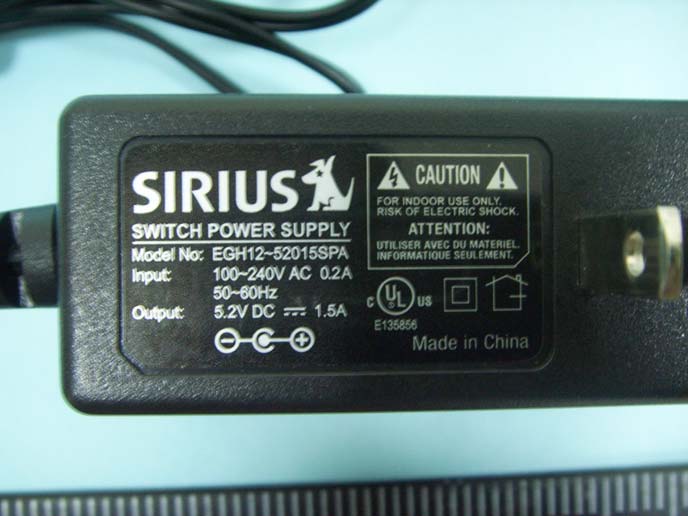 SIRIUS
SWITCH POWER SUPPLY
Model No: EGH12~52015SPA
Input: 100~240V AC 0.2A
50~60Hz
Output: 5.2V DC ⎓ 1.5A
CAUTION
FOR INDOOR USE ONLY.
RISK OF ELECTRIC SHOCK.
ATTENTION:
UTILISER AVEC DU MATERIEL.
INFORMATIQUE SEULEMENT.
C UL US
E135856
Made in China